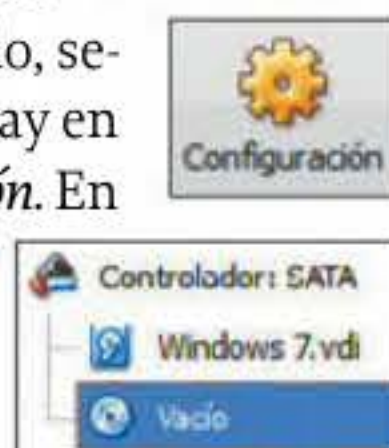 o, se-
ay en
ón. En
Configuración
Controlador: SATA
Windows 7.vdi
Vacío